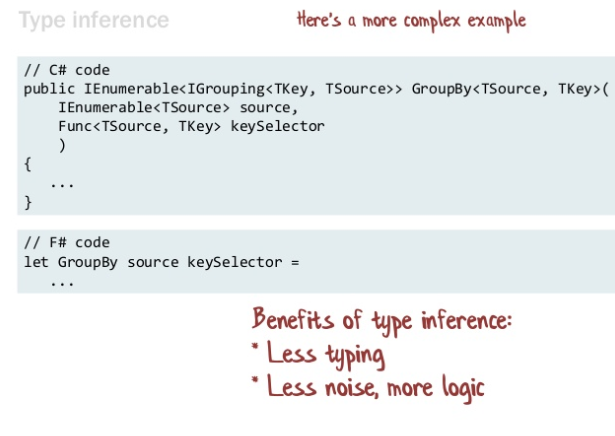 Type inference
Here's a more complex example
// C# code
public IEnumerable<IGrouping<TKey, TSource>> GroupBy<TSource, TKey>(
    IEnumerable<TSource> source,
    Func<TSource, TKey> keySelector
    )
{
   ...
}
// F# code
let GroupBy source keySelector =
   ...
Benefits of type inference:
* Less typing
* Less noise, more logic